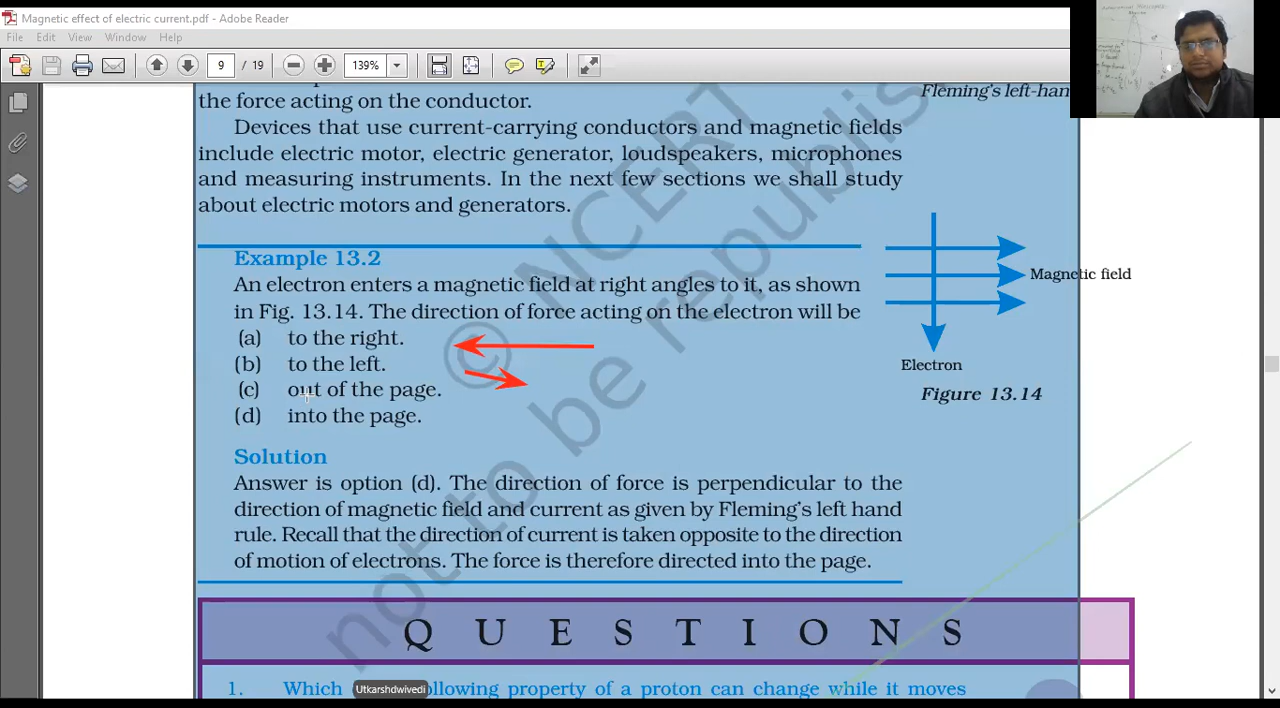 Magnetic effect of electric current.pdf - Adobe Reader
File Edit View Window Help
9 / 19 139%
the force acting on the conductor.
Fleming's left-han
Devices that use current-carrying conductors and magnetic fields
include electric motor, electric generator, loudspeakers, microphones
and measuring instruments. In the next few sections we shall study
about electric motors and generators.
Example 13.2
An electron enters a magnetic field at right angles to it, as shown
in Fig. 13.14. The direction of force acting on the electron will be
(a) to the right.
(b) to the left.
(c) out of the page.
(d) into the page.
Magnetic field
Electron
Figure 13.14
Solution
Answer is option (d). The direction of force is perpendicular to the
direction of magnetic field and current as given by Fleming's left hand
rule. Recall that the direction of current is taken opposite to the direction
of motion of electrons. The force is therefore directed into the page.
© NCERT
not to be republis
QUESTIONS
1. Which ollowing property of a proton can change while it moves
Utkarshdwivedi